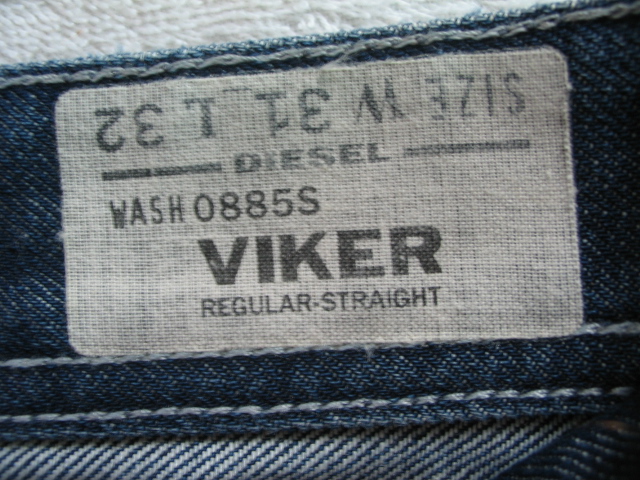 SIZE W 31 L 32
DIESEL
WASH 0885S
VIKER
REGULAR-STRAIGHT